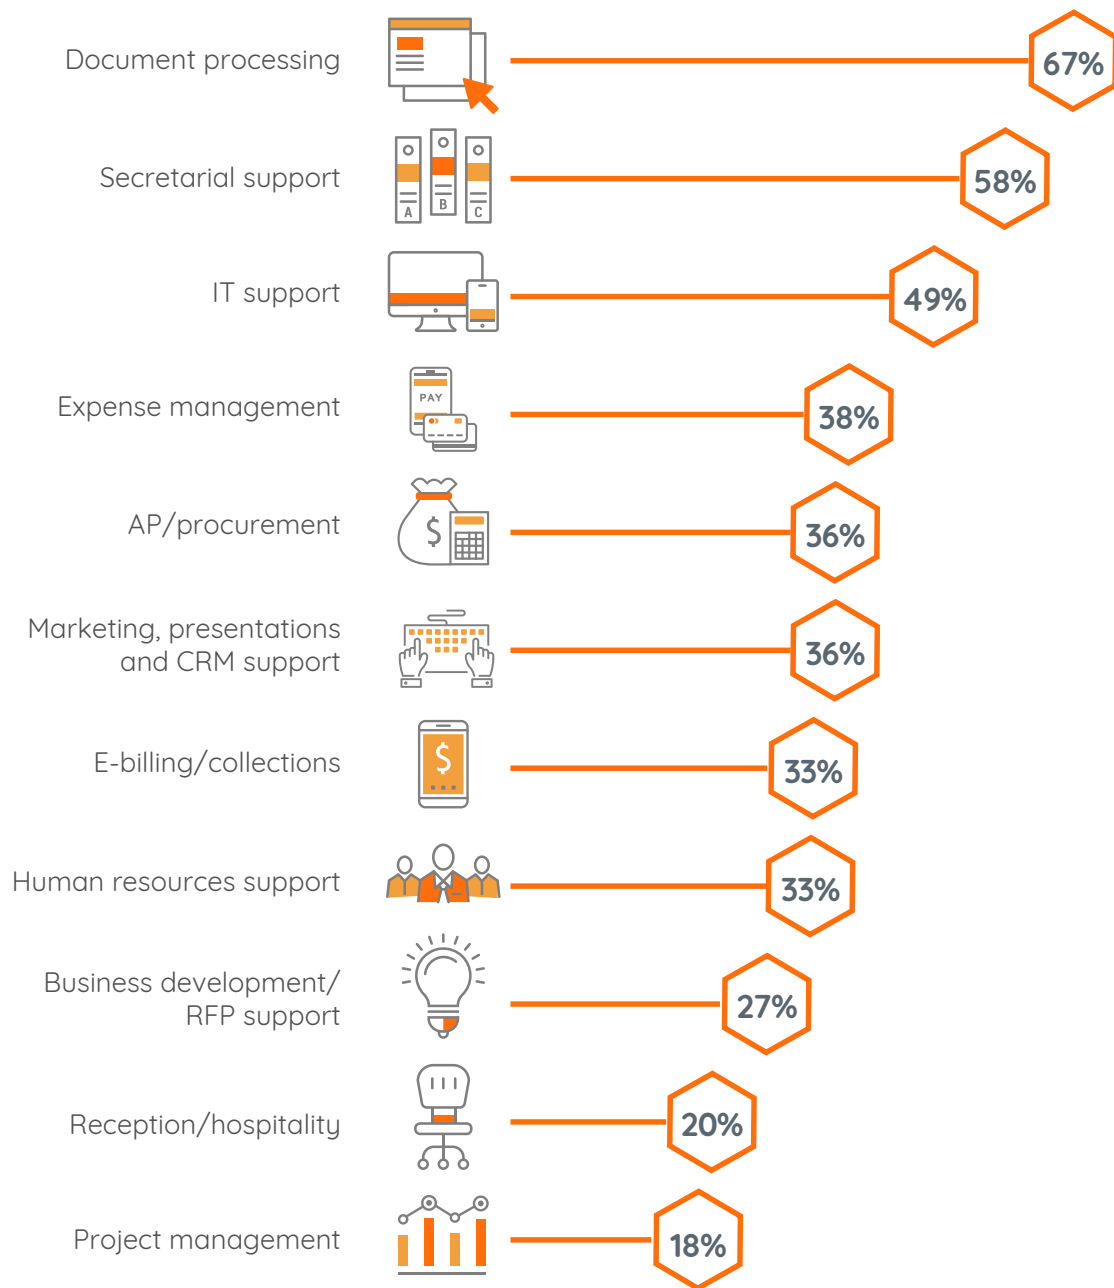 Document processing
67%
Secretarial support
A
B
C
58%
IT support
49%
Expense management
PAY
38%
AP/procurement
$
36%
Marketing, presentations
and CRM support
36%
E-billing/collections
$
33%
Human resources support
33%
Business development/
RFP support
27%
Reception/hospitality
20%
Project management
18%